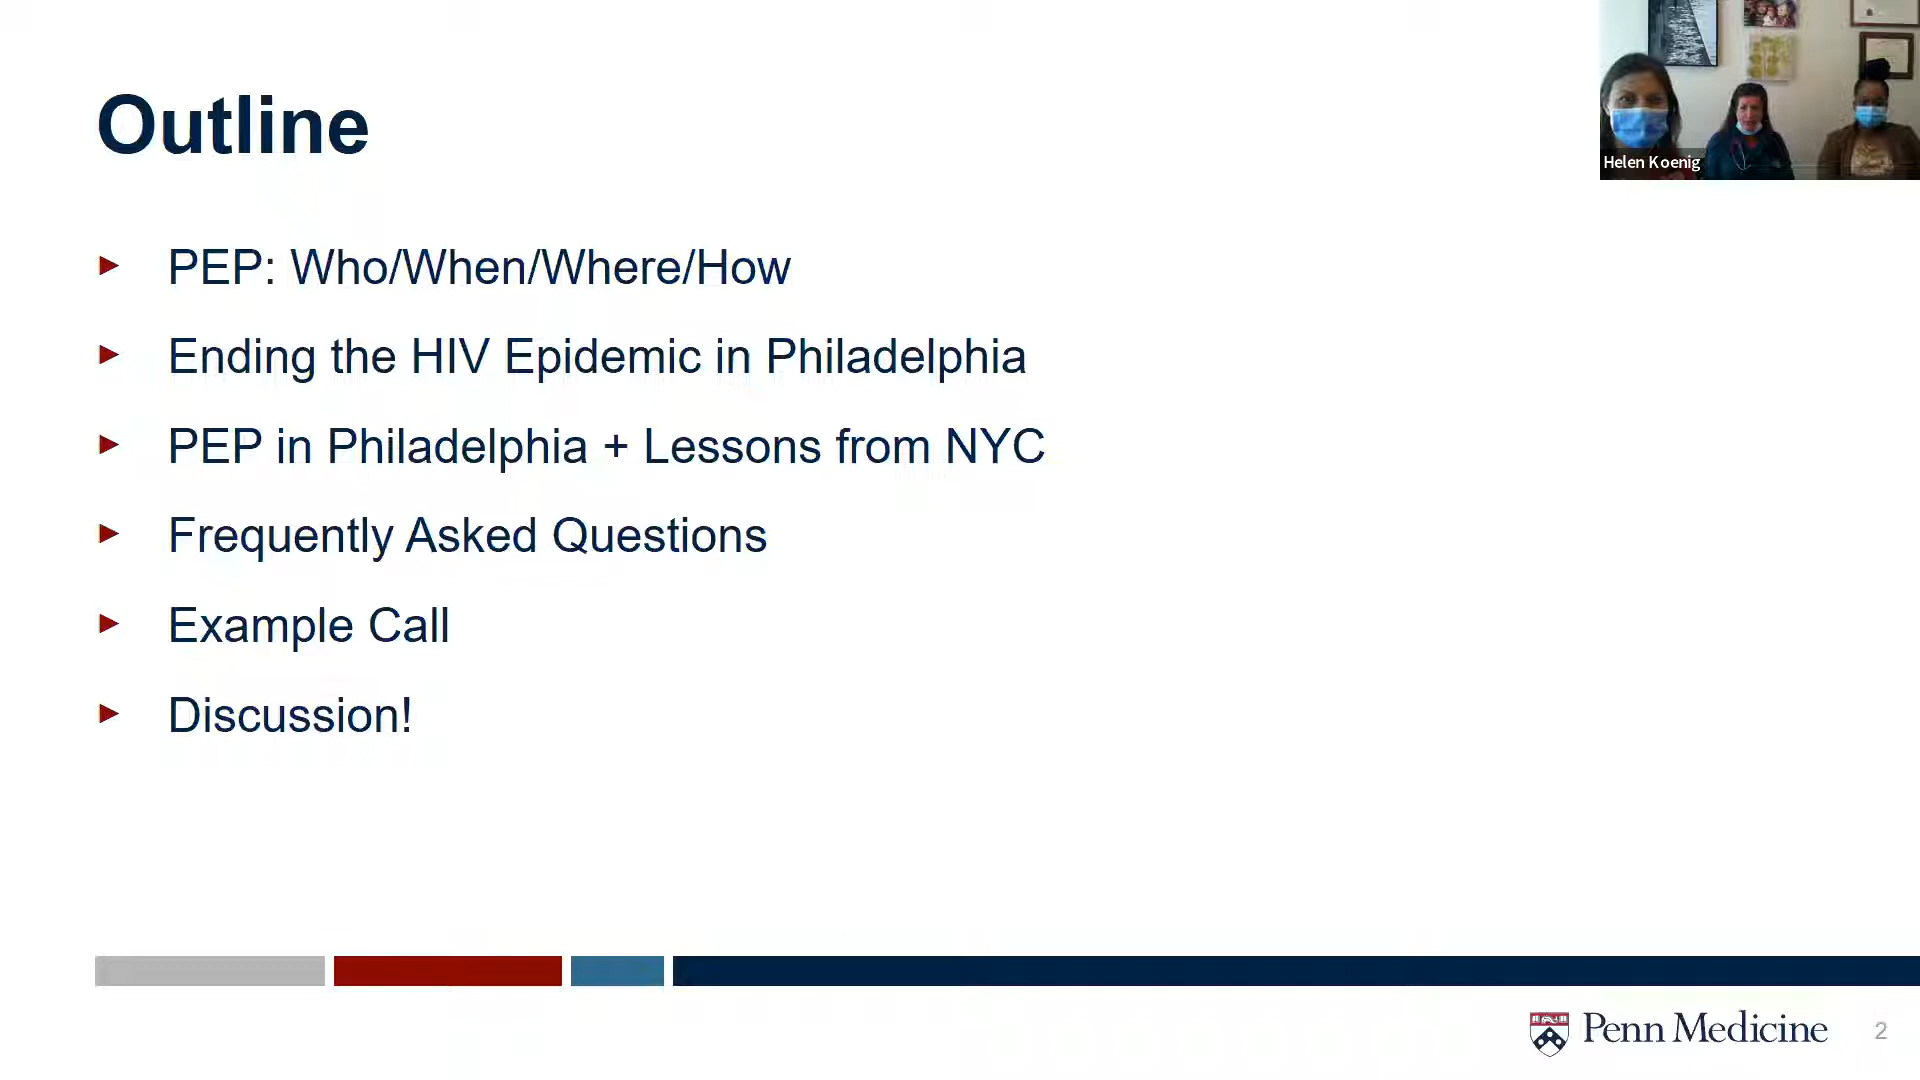 Outline
Helen Koenig
PEP: Who/When/Where/How
Ending the HIV Epidemic in Philadelphia
PEP in Philadelphia + Lessons from NYC
Frequently Asked Questions
Example Call
Discussion!
Penn Medicine
2